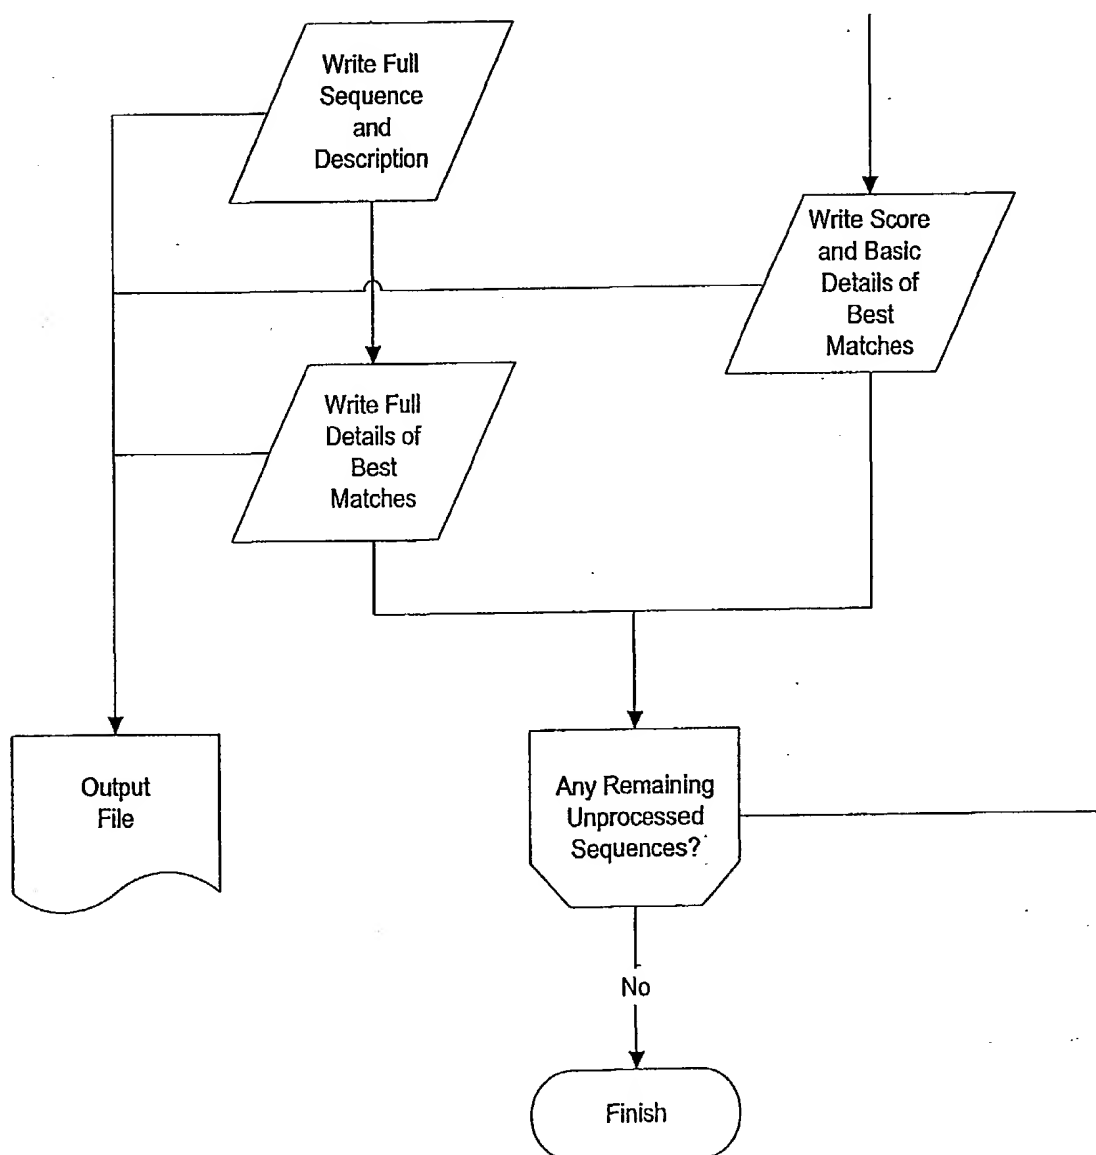 Write Full
Sequence
and
Description
Write Score
and Basic
Details of
Best
Matches
Write Full
Details of
Best
Matches
Output
File
Any Remaining
Unprocessed
Sequences?
No
Finish